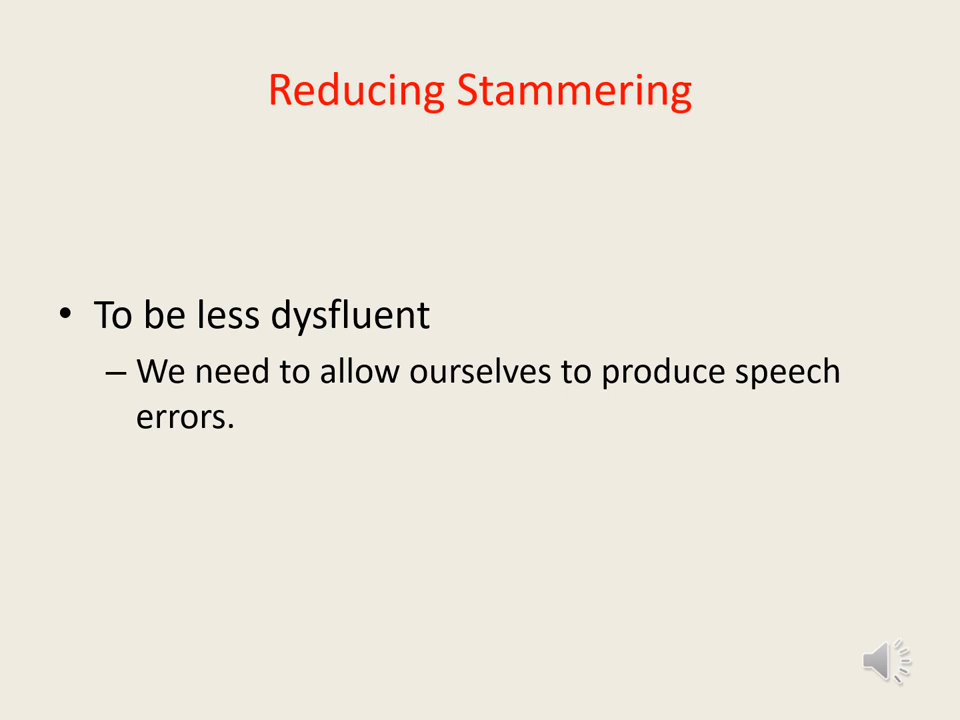 Reducing Stammering
• To be less dysfluent
– We need to allow ourselves to produce speech
errors.